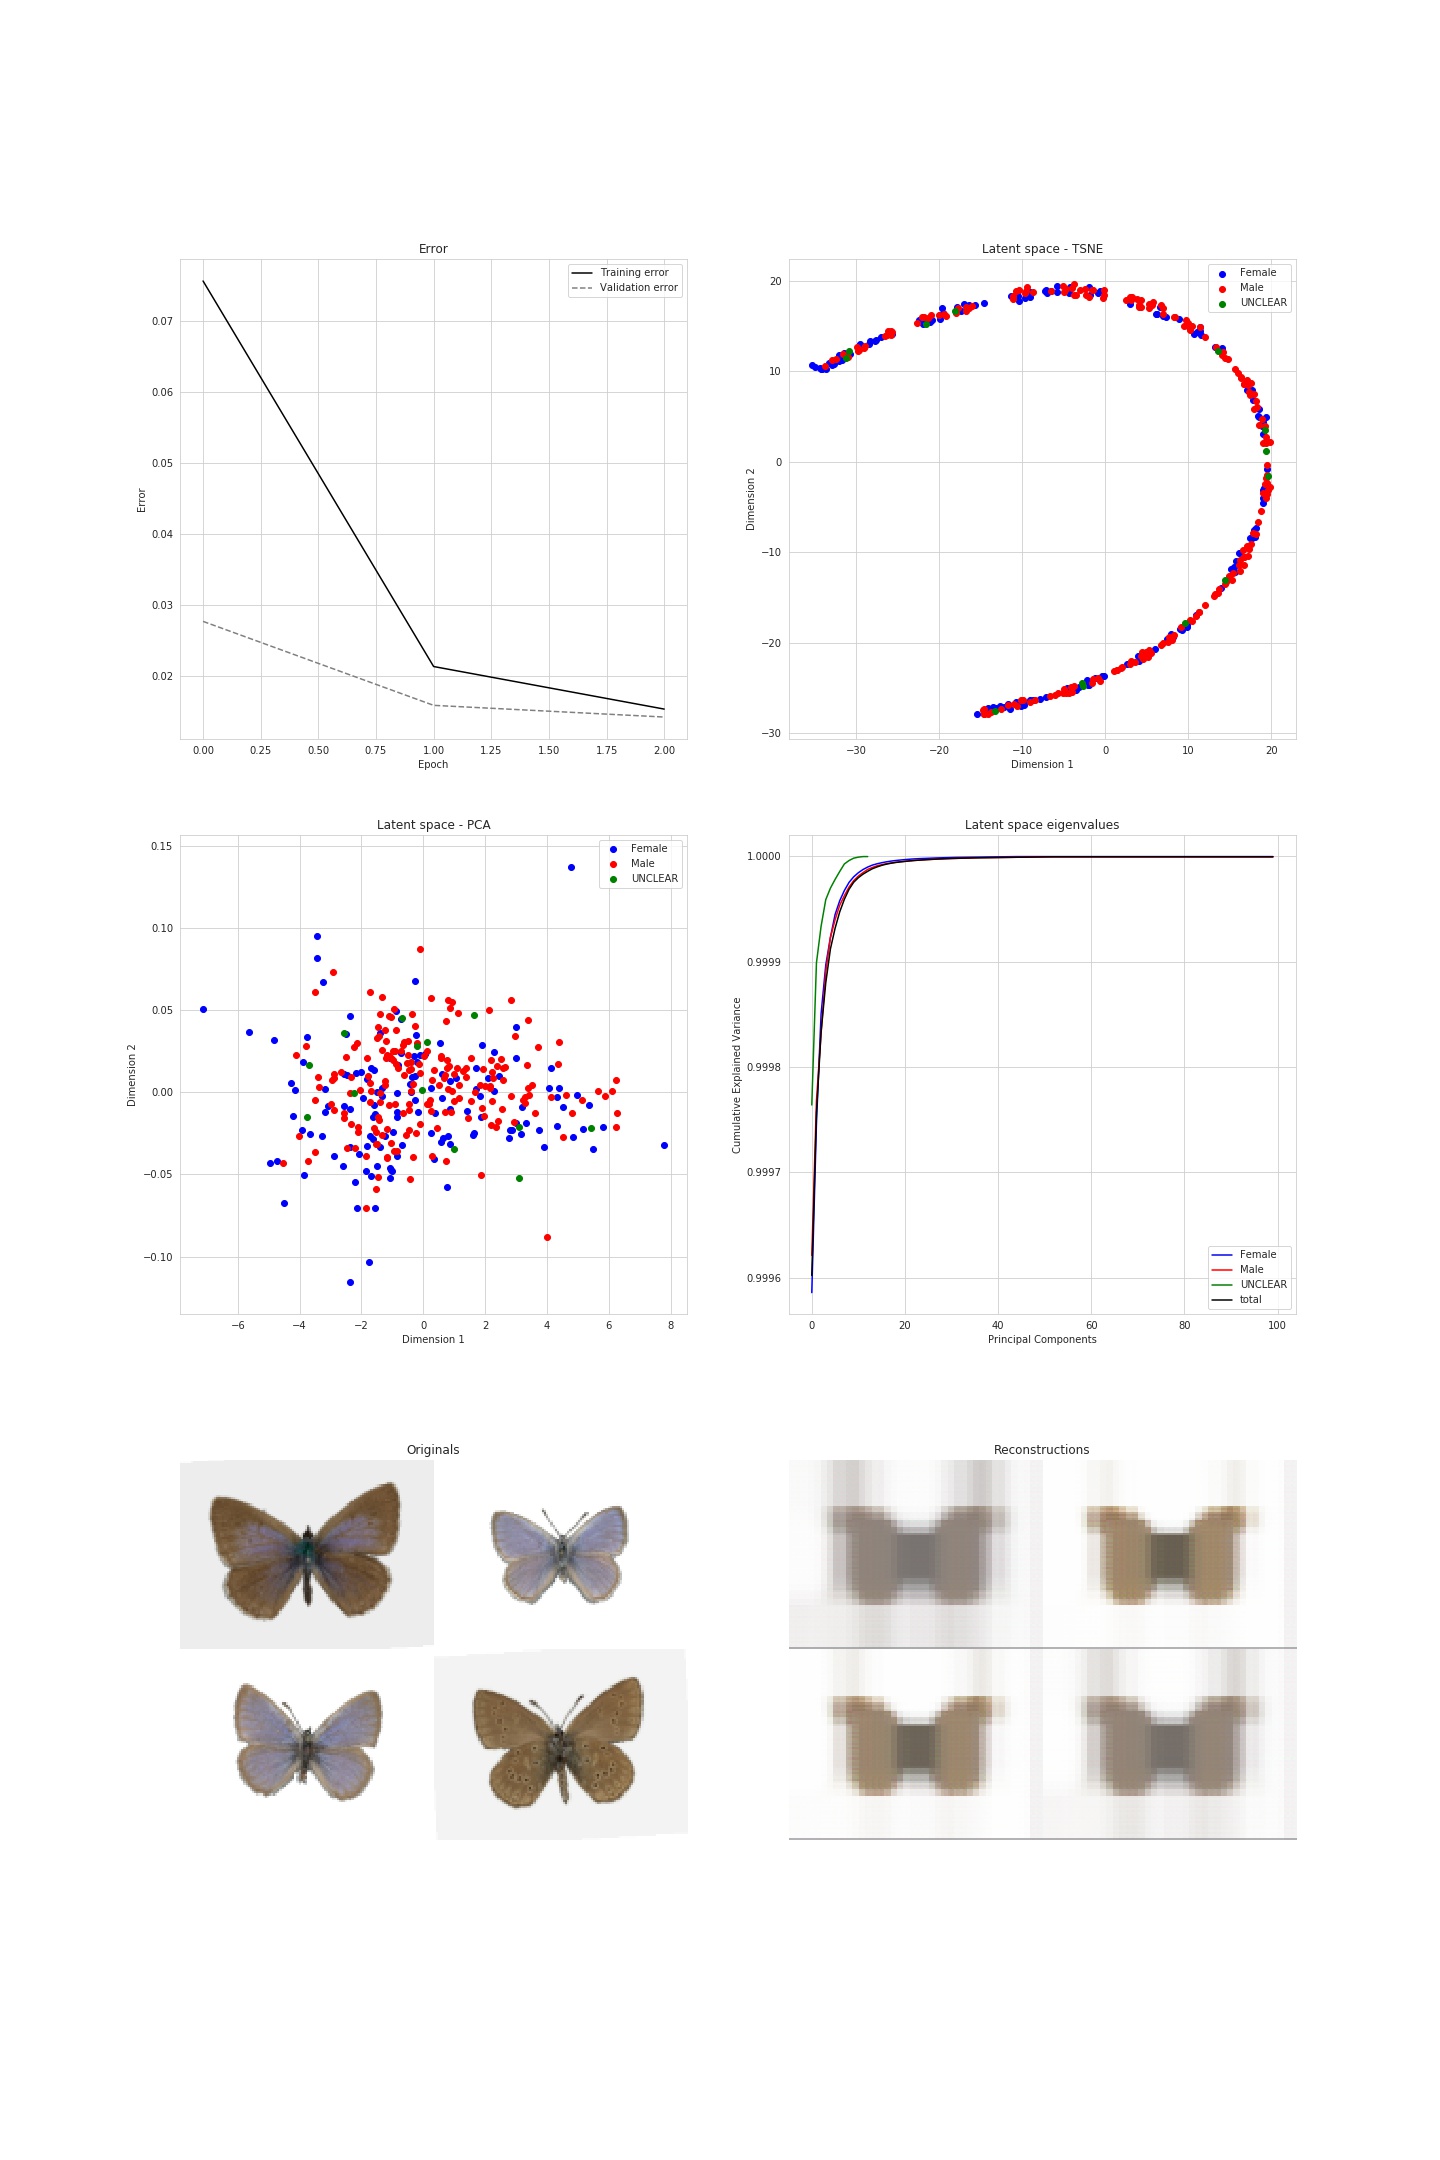 Error
Training error
Validation error
0.07
0.06
0.05
0.04
0.03
0.02
Error
0.00 0.25 0.50 0.75 1.00 1.25 1.50 1.75 2.00
Epoch
Latent space - TSNE
Female
Male
UNCLEAR
20
10
0
−10
−20
−30
Dimension 2
−30 −20 −10 0 10 20
Dimension 1
Latent space - PCA
Female
Male
UNCLEAR
0.15
0.10
0.05
0.00
−0.05
−0.10
Dimension 2
−6 −4 −2 0 2 4 6 8
Dimension 1
Latent space eigenvalues
1.0000
0.9999
0.9998
0.9997
0.9996
Cumulative Explained Variance
Female
Male
UNCLEAR
total
0 20 40 60 80 100
Principal Components
Originals
Reconstructions